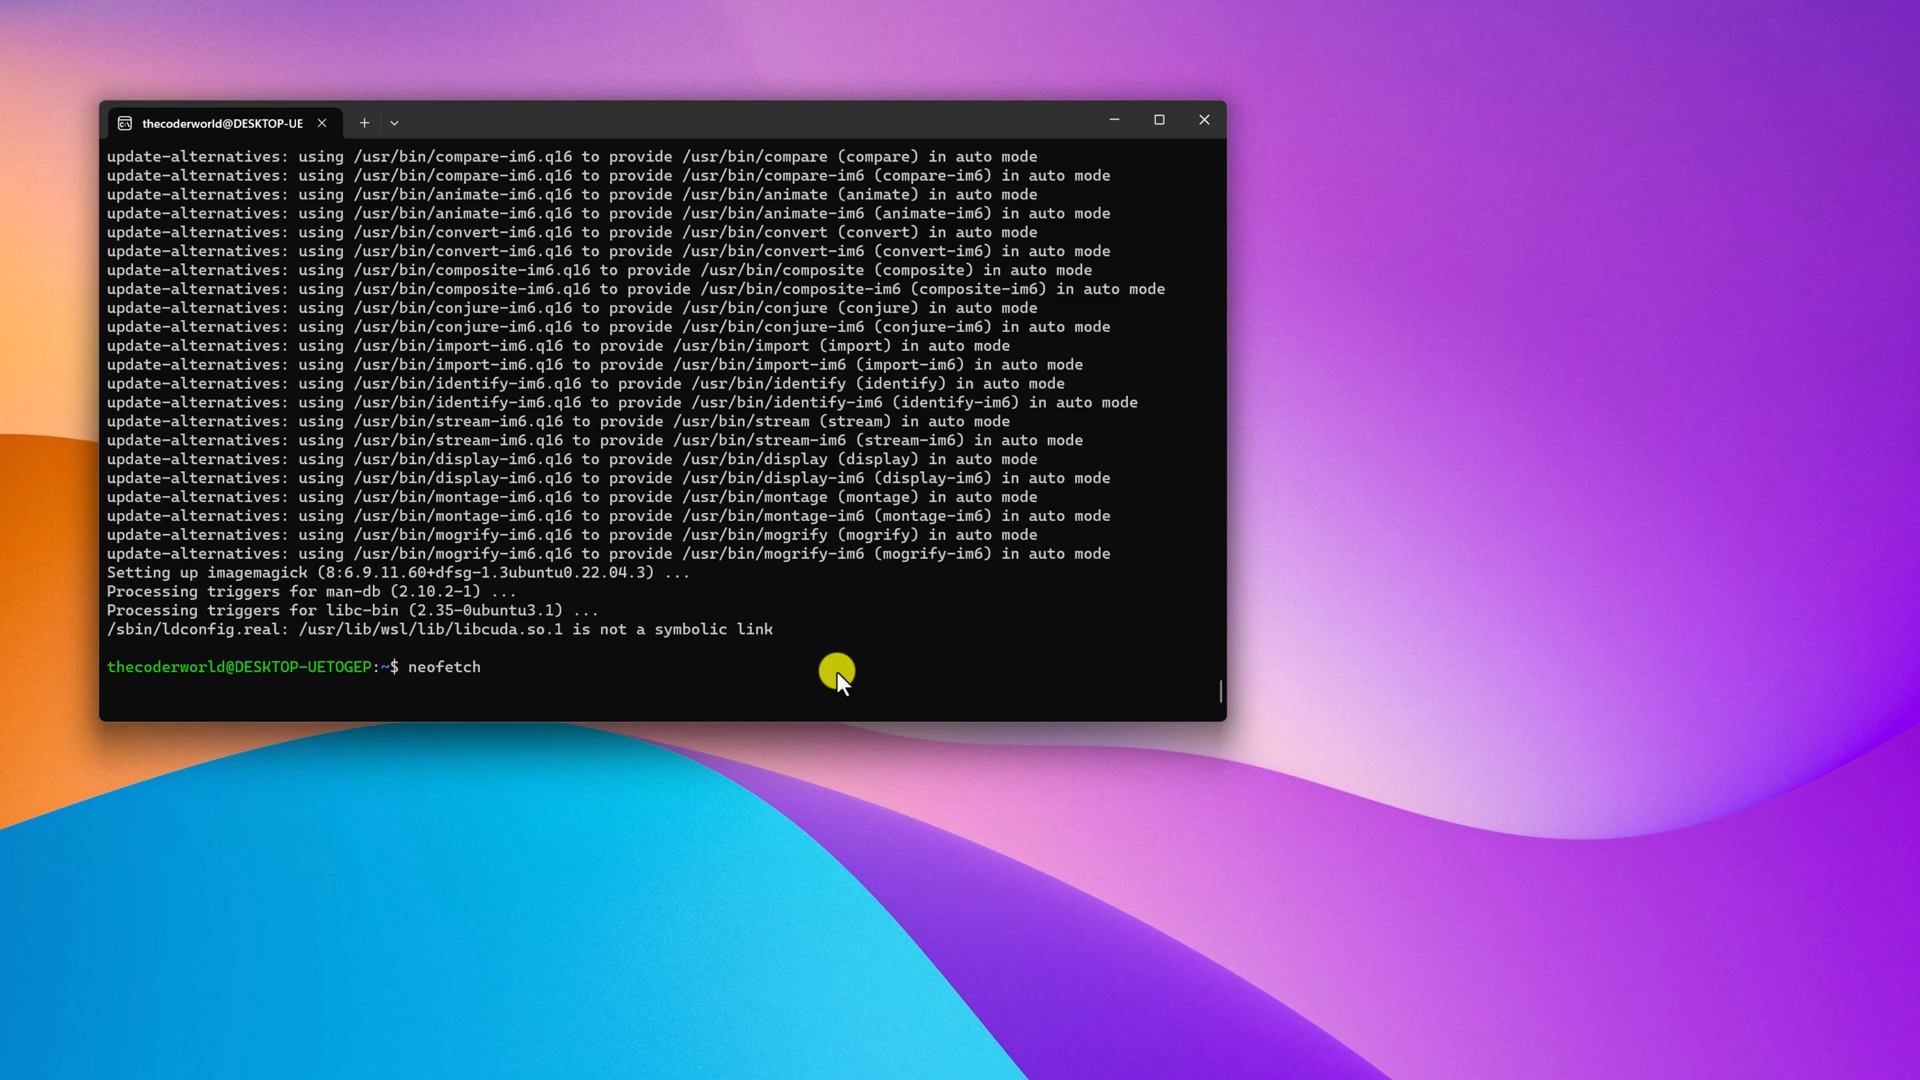 thecoderworld@DESKTOP-UE
update-alternatives: using /usr/bin/compare-im6.q16 to provide /usr/bin/compare (compare) in auto mode
update-alternatives: using /usr/bin/compare-im6.q16 to provide /usr/bin/compare-im6 (compare-im6) in auto mode
update-alternatives: using /usr/bin/animate-im6.q16 to provide /usr/bin/animate (animate) in auto mode
update-alternatives: using /usr/bin/animate-im6.q16 to provide /usr/bin/animate-im6 (animate-im6) in auto mode
update-alternatives: using /usr/bin/convert-im6.q16 to provide /usr/bin/convert (convert) in auto mode
update-alternatives: using /usr/bin/convert-im6.q16 to provide /usr/bin/convert-im6 (convert-im6) in auto mode
update-alternatives: using /usr/bin/composite-im6.q16 to provide /usr/bin/composite (composite) in auto mode
update-alternatives: using /usr/bin/composite-im6.q16 to provide /usr/bin/composite-im6 (composite-im6) in auto mode
update-alternatives: using /usr/bin/conjure-im6.q16 to provide /usr/bin/conjure (conjure) in auto mode
update-alternatives: using /usr/bin/conjure-im6.q16 to provide /usr/bin/conjure-im6 (conjure-im6) in auto mode
update-alternatives: using /usr/bin/import-im6.q16 to provide /usr/bin/import (import) in auto mode
update-alternatives: using /usr/bin/import-im6.q16 to provide /usr/bin/import-im6 (import-im6) in auto mode
update-alternatives: using /usr/bin/identify-im6.q16 to provide /usr/bin/identify (identify) in auto mode
update-alternatives: using /usr/bin/identify-im6.q16 to provide /usr/bin/identify-im6 (identify-im6) in auto mode
update-alternatives: using /usr/bin/stream-im6.q16 to provide /usr/bin/stream (stream) in auto mode
update-alternatives: using /usr/bin/stream-im6.q16 to provide /usr/bin/stream-im6 (stream-im6) in auto mode
update-alternatives: using /usr/bin/display-im6.q16 to provide /usr/bin/display (display) in auto mode
update-alternatives: using /usr/bin/display-im6.q16 to provide /usr/bin/display-im6 (display-im6) in auto mode
update-alternatives: using /usr/bin/montage-im6.q16 to provide /usr/bin/montage (montage) in auto mode
update-alternatives: using /usr/bin/montage-im6.q16 to provide /usr/bin/montage-im6 (montage-im6) in auto mode
update-alternatives: using /usr/bin/mogrify-im6.q16 to provide /usr/bin/mogrify (mogrify) in auto mode
update-alternatives: using /usr/bin/mogrify-im6.q16 to provide /usr/bin/mogrify-im6 (mogrify-im6) in auto mode
Setting up imagemagick (8:6.9.11.60+dfsg-1.3ubuntu0.22.04.3) ...
Processing triggers for man-db (2.10.2-1) ...
Processing triggers for libc-bin (2.35-0ubuntu3.1) ...
/sbin/ldconfig.real: /usr/lib/wsl/lib/libcuda.so.1 is not a symbolic link
thecoderworld@DESKTOP-UETOGEP:~$ neofetch